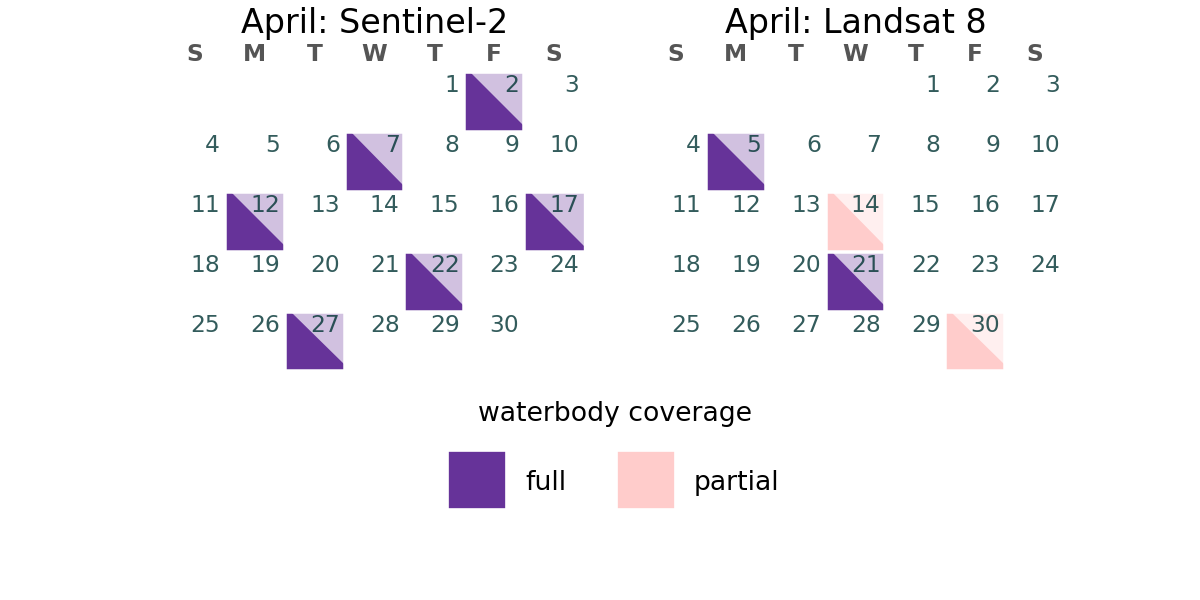 April: Sentinel-2
S M T W T F S
1 2 3
4 5 6 7 8 9 10
11 12 13 14 15 16 17
18 19 20 21 22 23 24
25 26 27 28 29 30
April: Landsat 8
S M T W T F S
1 2 3
4 5 6 7 8 9 10
11 12 13 14 15 16 17
18 19 20 21 22 23 24
25 26 27 28 29 30
waterbody coverage
full partial